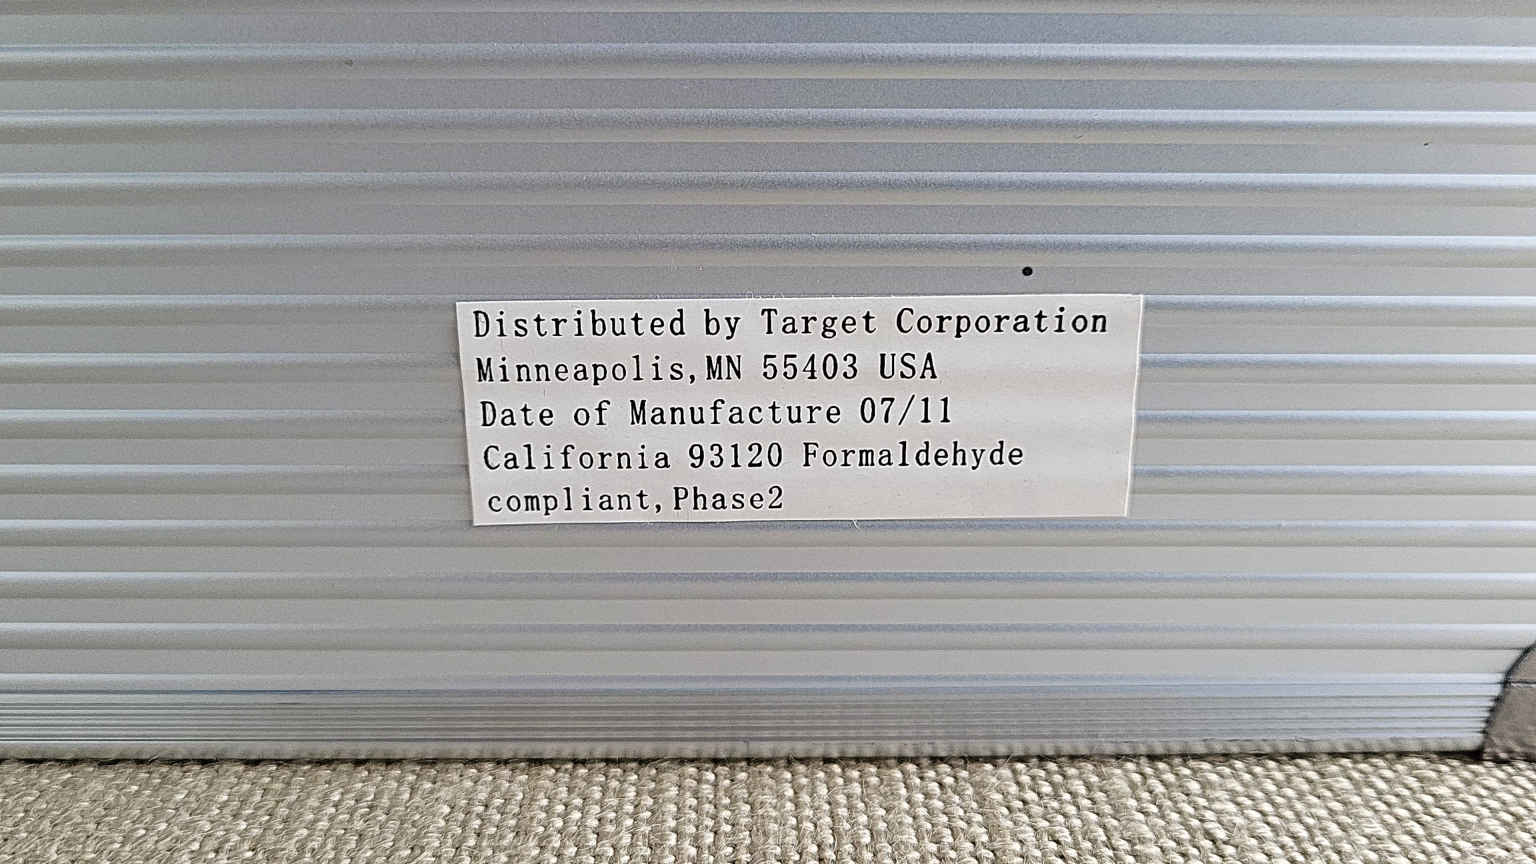 Distributed by Target Corporation
Minneapolis,MN 55403 USA
Date of Manufacture 07/11
California 93120 Formaldehyde
compliant,Phase2